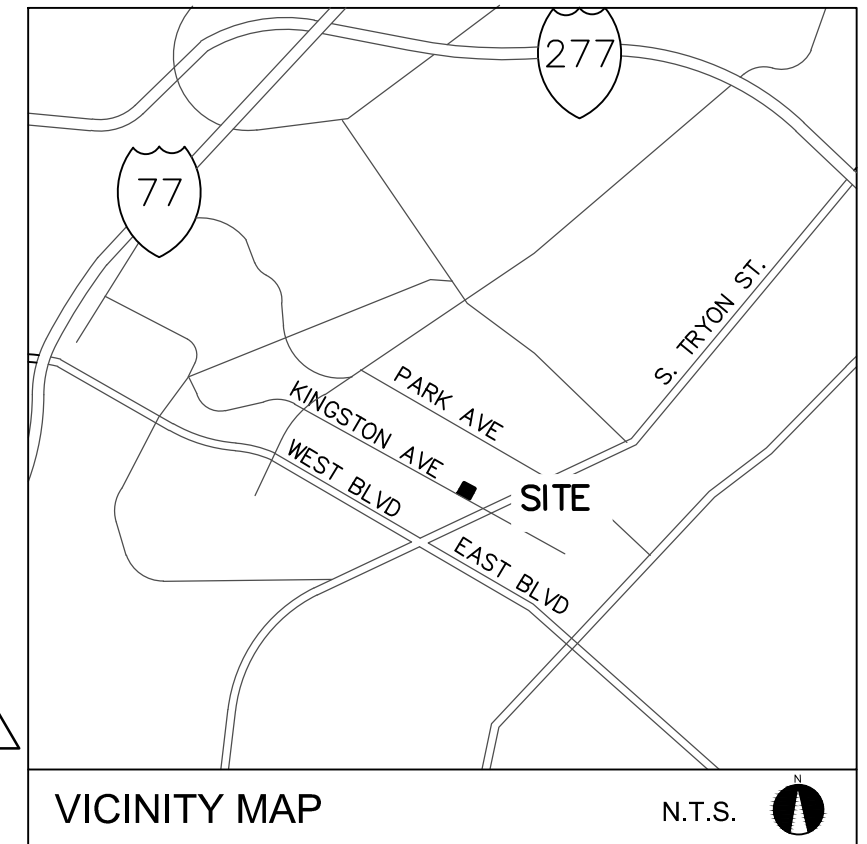 277
77
S. TRYON ST.
PARK AVE
KINGSTON AVE
WEST BLVD
SITE
EAST BLVD
VICINITY MAP
N.T.S.
N